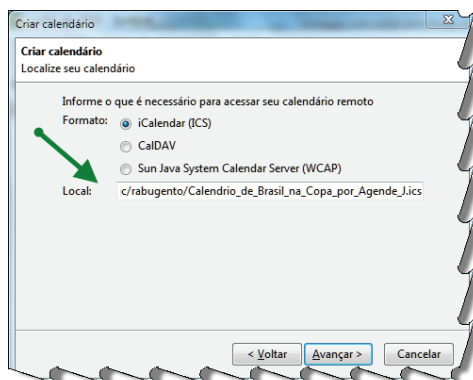 Criar calendário
x
Criar calendário
Localize seu calendário
Informe o que é necessário para acessar seu calendário remoto
Formato: iCalendar (ICS)
CalDAV
Sun Java System Calendar Server (WCAP)
Local: c/rabugento/Calendrio_de_Brasil_na_Copa_por_Agende_J.ics
< Voltar Avançar > Cancelar